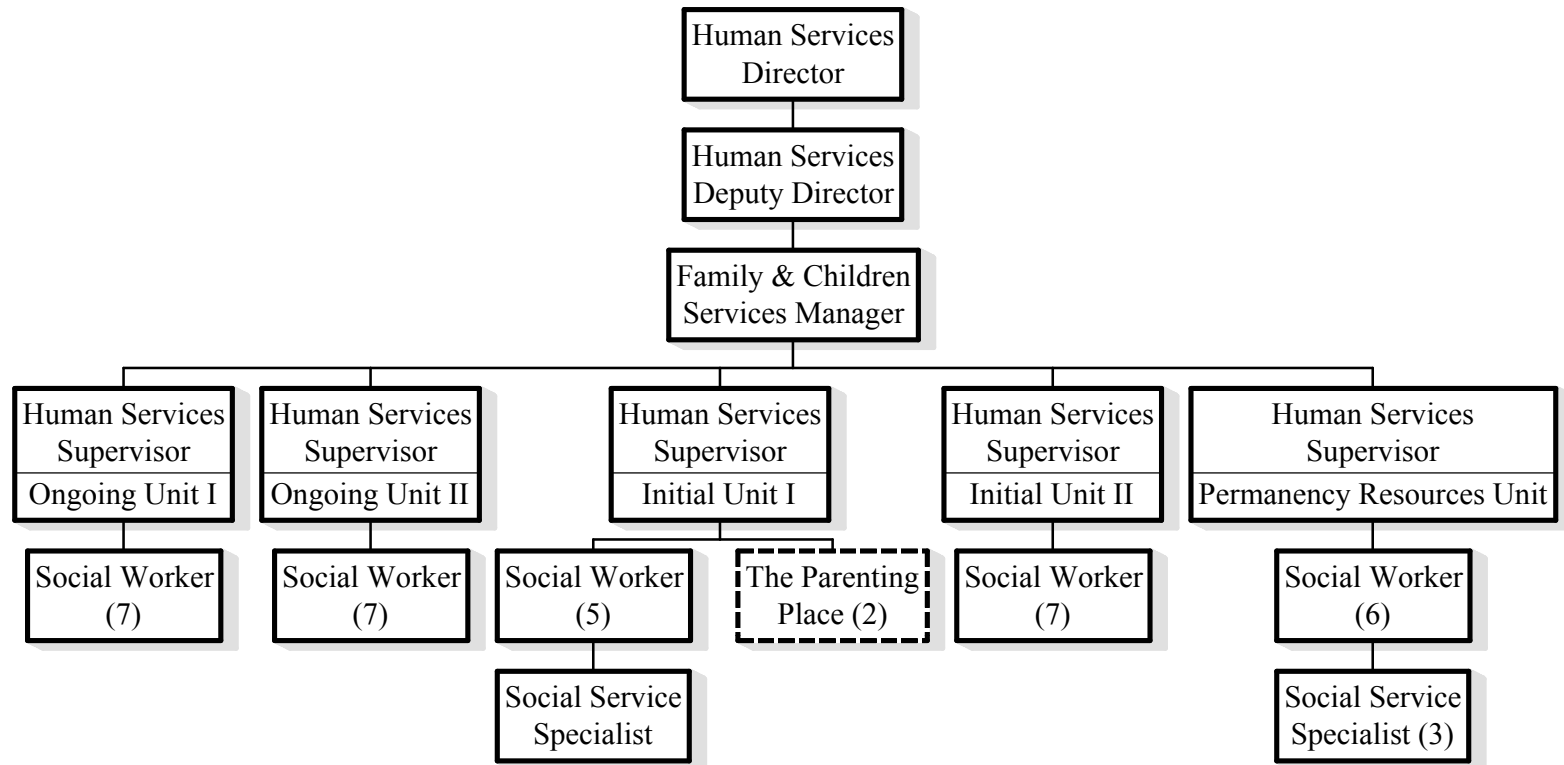 Human Services
Director
Human Services
Deputy Director
Family & Children
Services Manager
Human Services
Supervisor
Ongoing Unit I
Human Services
Supervisor
Ongoing Unit II
Human Services
Supervisor
Initial Unit I
Human Services
Supervisor
Initial Unit II
Human Services
Supervisor
Permanency Resources Unit
Social Worker
(7)
Social Worker
(7)
Social Worker
(5)
The Parenting
Place (2)
Social Worker
(7)
Social Worker
(6)
Social Service
Specialist
Social Service
Specialist (3)